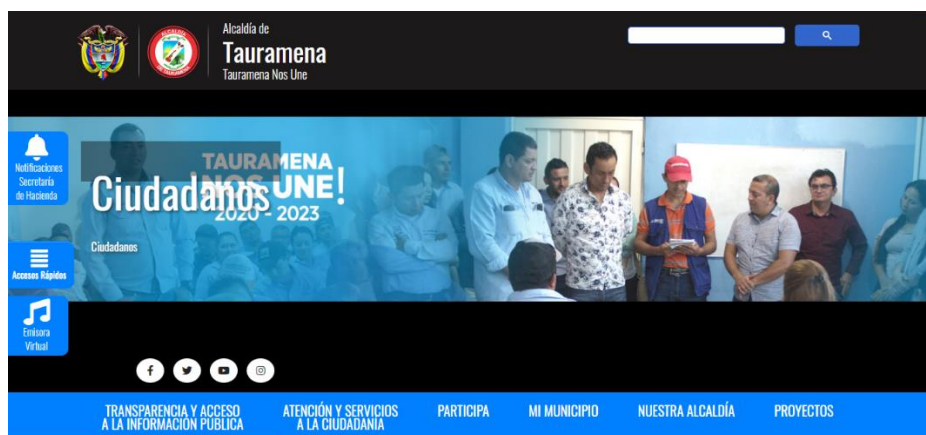 Alcaldía de
Tauramena
Tauramena Nos Une
Notificaciones
Secretaría
de Hacienda
TAURAMENA
¡NOS UNE!
2020 - 2023
Ciudadanos
Ciudadanos
Accesos Rápidos
Emisora
Virtual
TRANSPARENCIA Y ACCESO
A LA INFORMACIÓN PÚBLICA
ATENCIÓN Y SERVICIOS
A LA CIUDADANÍA
PARTICIPA
MI MUNICIPIO
NUESTRA ALCALDÍA
PROYECTOS